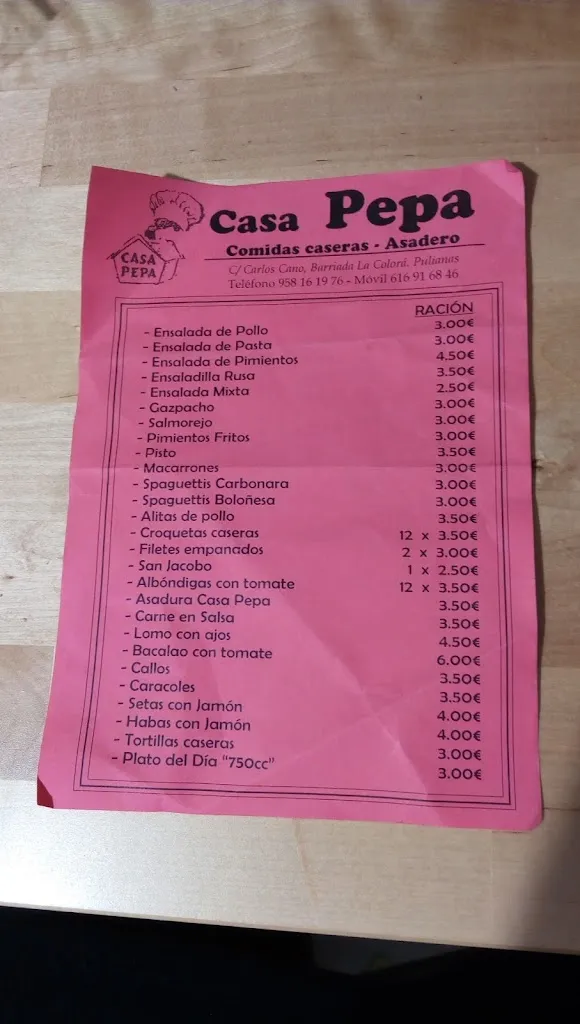 CASA
PEPA
Casa Pepa
Comidas caseras - Asadero
C/ Carlos Cano, Barriada La Colorá. Pulianas
Teléfono 958 16 19 76 - Móvil 616 91 68 46
RACIÓN
- Ensalada de Pollo 3.00€
- Ensalada de Pasta 3.00€
- Ensalada de Pimientos 4.50€
- Ensaladilla Rusa 3.50€
- Ensalada Mixta 2.50€
- Gazpacho 3.00€
- Salmorejo 3.00€
- Pimientos Fritos 3.00€
- Pisto 3.50€
- Macarrones 3.00€
- Spaguettis Carbonara 3.00€
- Spaguettis Boloñesa 3.00€
- Alitas de pollo 3.50€
- Croquetas caseras 12 x 3.50€
- Filetes empanados 2 x 3.00€
- San Jacobo 1 x 2.50€
- Albóndigas con tomate 12 x 3.50€
- Asadura Casa Pepa 3.50€
- Carne en Salsa 3.50€
- Lomo con ajos 4.50€
- Bacalao con tomate 6.00€
- Callos 3.50€
- Caracoles 3.50€
- Setas con Jamón 4.00€
- Habas con Jamón 4.00€
- Tortillas caseras 3.00€
- Plato del Día "750cc" 3.00€